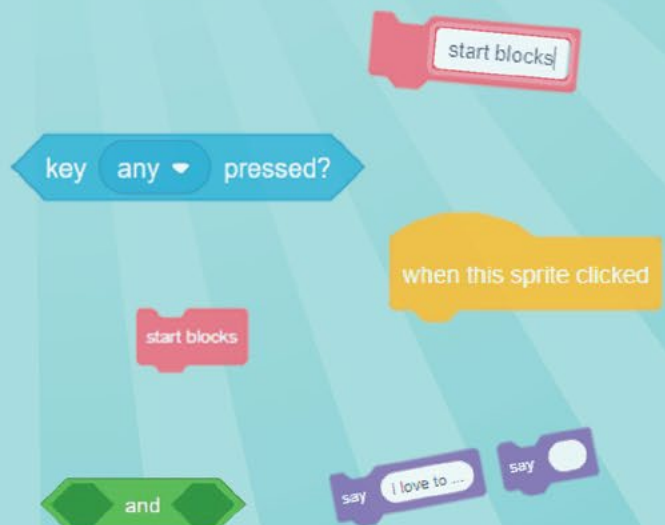 start blocks
key any pressed?
when this sprite clicked
start blocks
say I love to ...
say
and